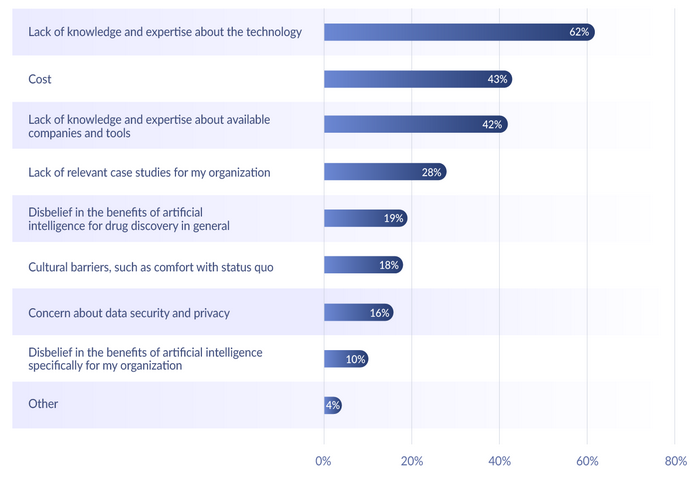 Lack of knowledge and expertise about the technology
62%
Cost
43%
Lack of knowledge and expertise about available
companies and tools
42%
Lack of relevant case studies for my organization
28%
Disbelief in the benefits of artificial
intelligence for drug discovery in general
19%
Cultural barriers, such as comfort with status quo
18%
Concern about data security and privacy
16%
Disbelief in the benefits of artificial intelligence
specifically for my organization
10%
Other
4%
0% 20% 40% 60% 80%